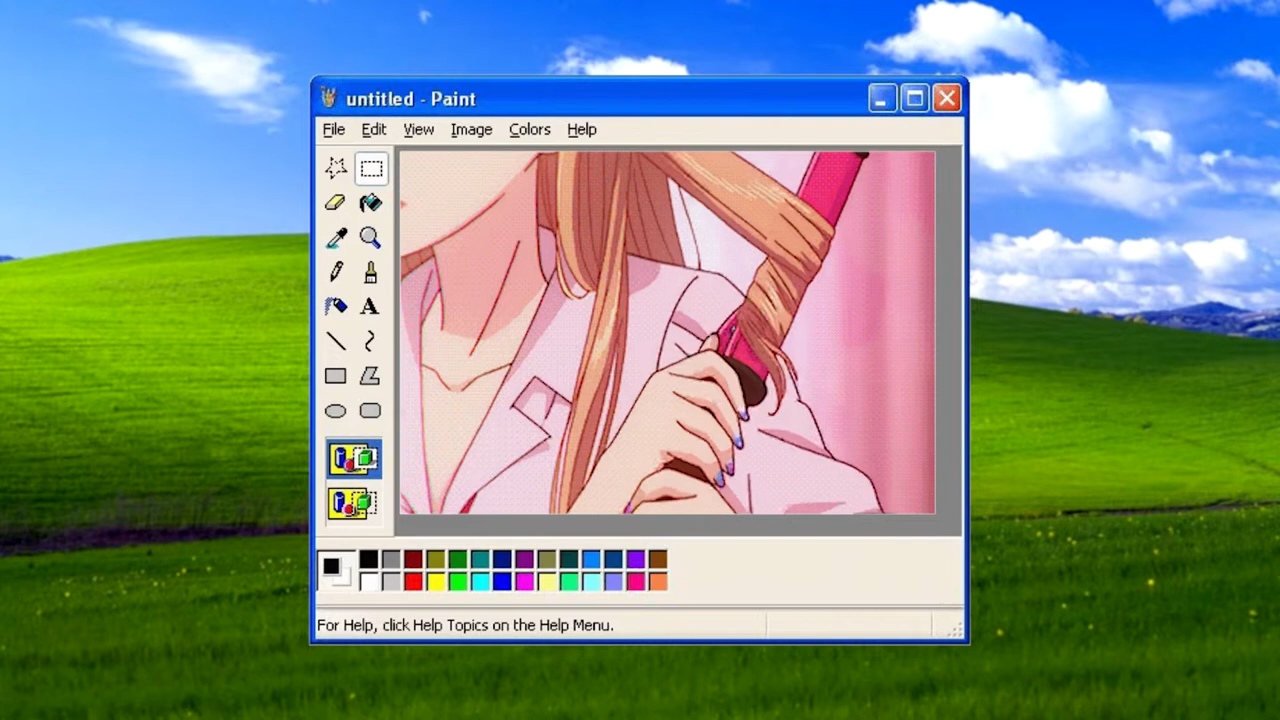 untitled - Paint
File Edit View Image Colors Help
A
For Help, click Help Topics on the Help Menu.